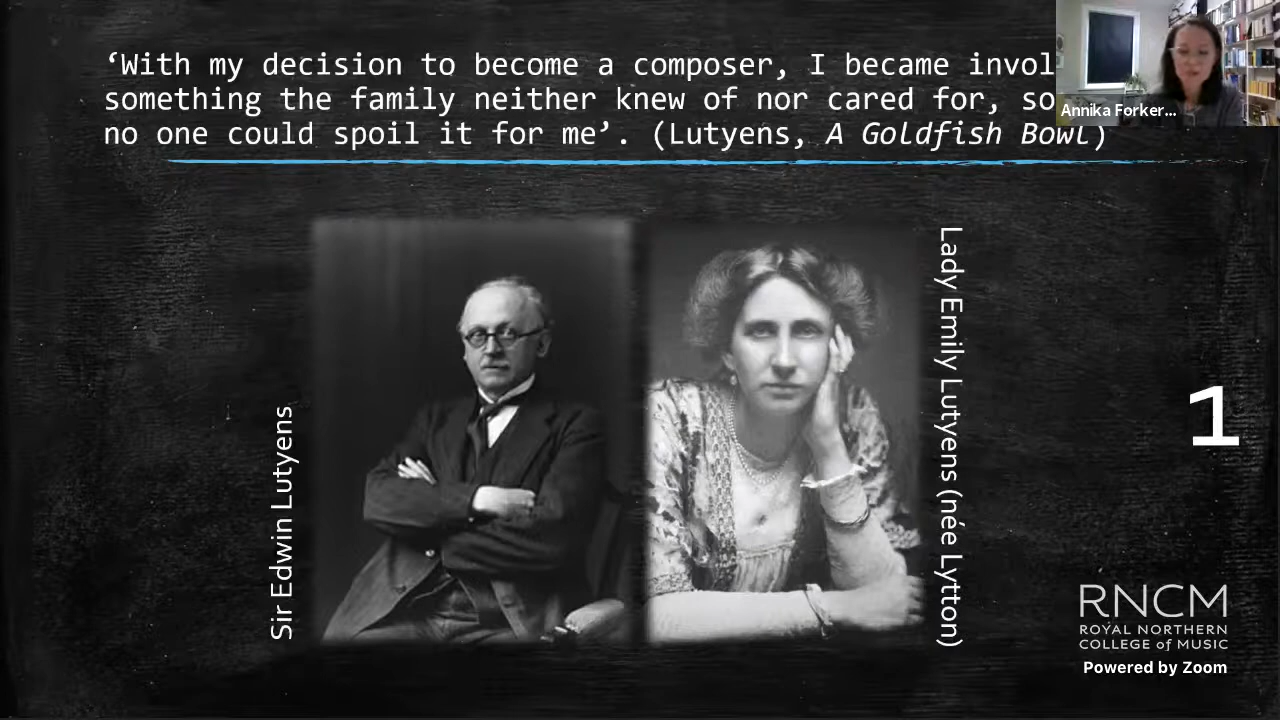 ‘With my decision to become a composer, I became invol
something the family neither knew of nor cared for, so
no one could spoil it for me’. (Lutyens, A Goldfish Bowl)
Annika Forker...
Sir Edwin Lutyens
Lady Emily Lutyens (née Lytton)
1
RNCM
ROYAL NORTHERN
COLLEGE of MUSIC
Powered by Zoom